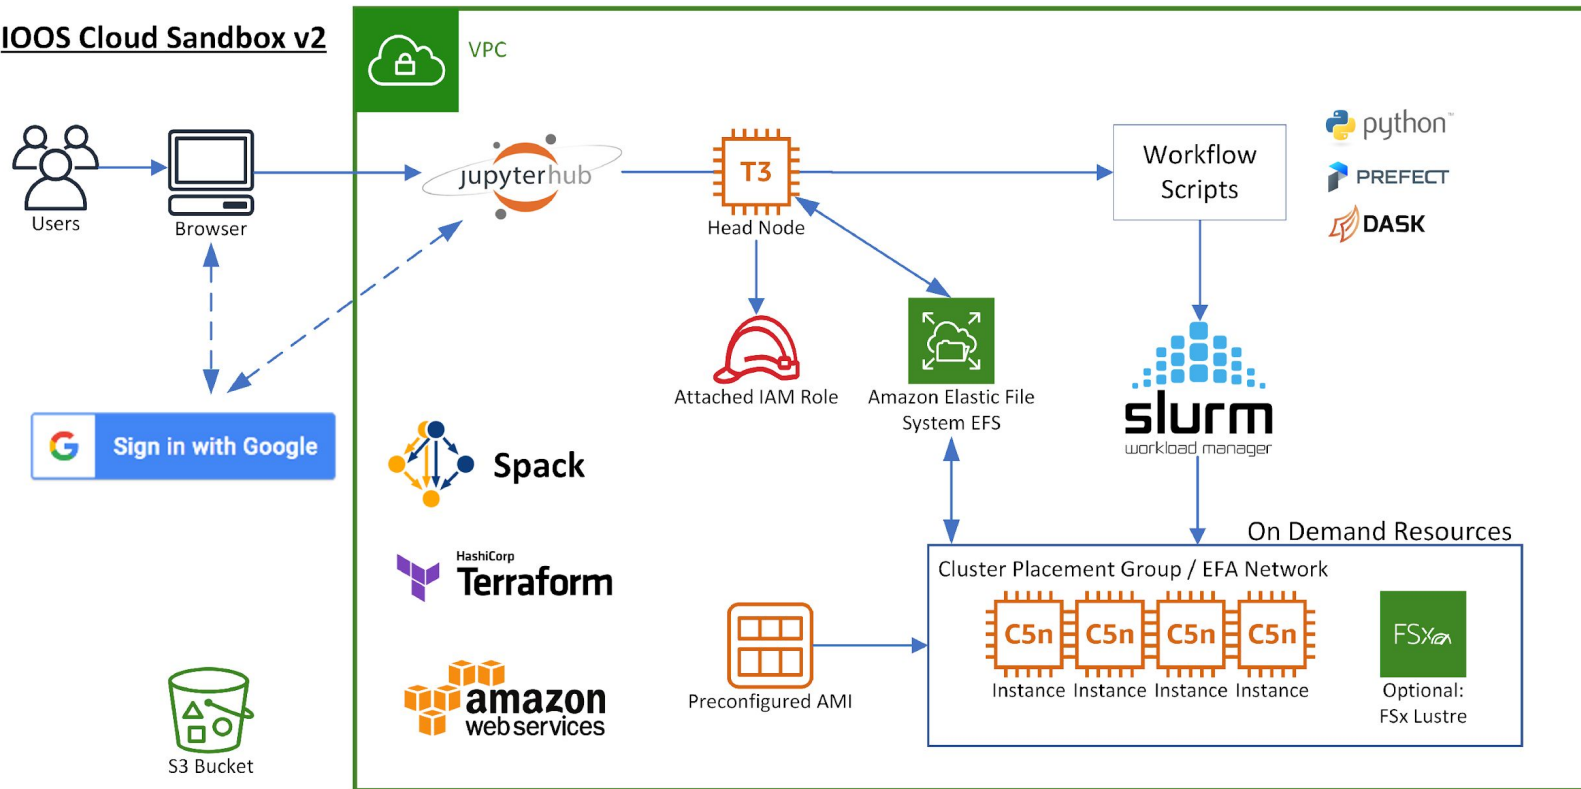 IOOS Cloud Sandbox v2
VPC
Users
Browser
jupyterhub
T3
Head Node
Workflow
Scripts
python™
PREFECT
DASK
Attached IAM Role
Amazon Elastic File
System EFS
slurm
workload manager
G
Sign in with Google
Spack
HashiCorp
Terraform
amazon
web services
S3 Bucket
Preconfigured AMI
On Demand Resources
Cluster Placement Group / EFA Network
C5n C5n C5n C5n
Instance Instance Instance Instance
FSx
Optional:
FSx Lustre